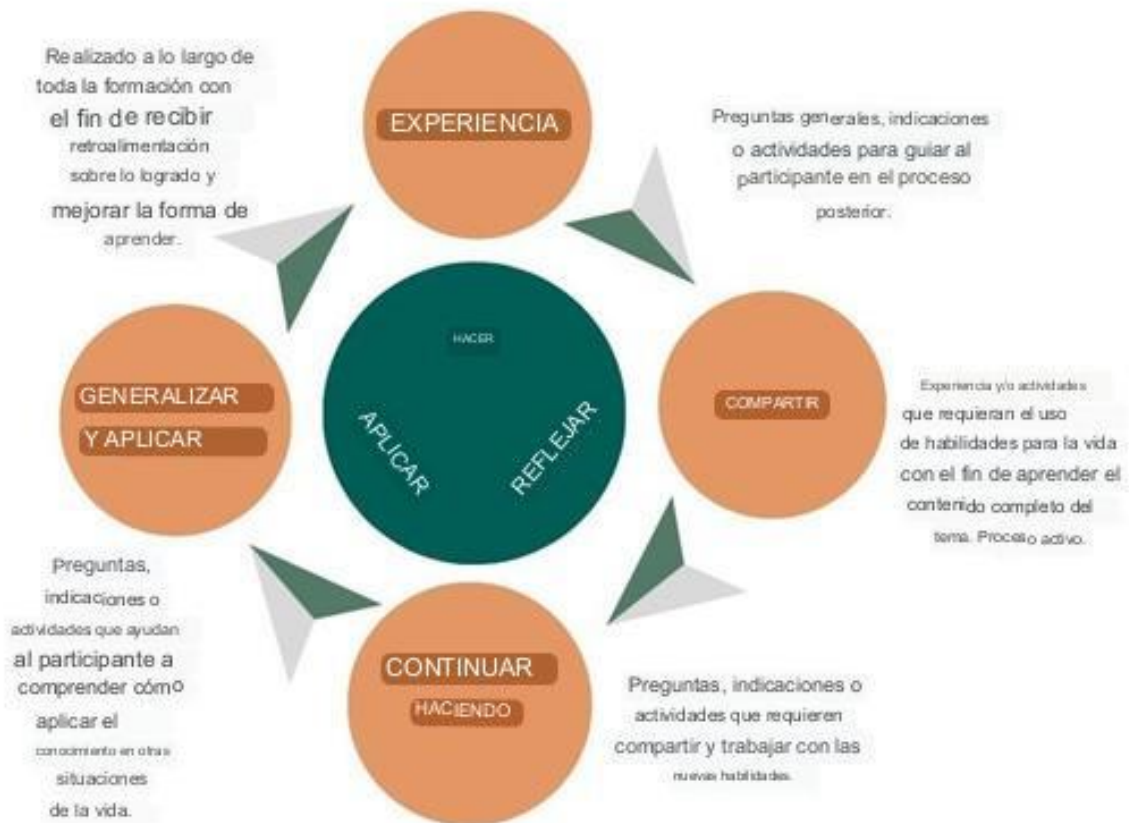 Realizado a lo largo de
toda la formación con
el fin de recibir
retroalimentación
sobre lo logrado y
mejorar la forma de
aprender.
EXPERIENCIA
Preguntas generales, indicaciones
o actividades para guiar al
participante en el proceso
posterior.
HACER
APLICAR
REFLEJAR
GENERALIZAR
Y APLICAR
COMPARTIR
Experiencia y/o actividades
que requieran el uso
de habilidades para la vida
con el fin de aprender el
contenido completo del
tema. Proceso activo.
Preguntas,
indicaciones o
actividades que ayudan
al participante a
comprender cómo
aplicar el
conocimiento en otras
situaciones
de la vida.
CONTINUAR
HACIENDO
Preguntas, indicaciones o
actividades que requieren
compartir y trabajar con las
nuevas habilidades.